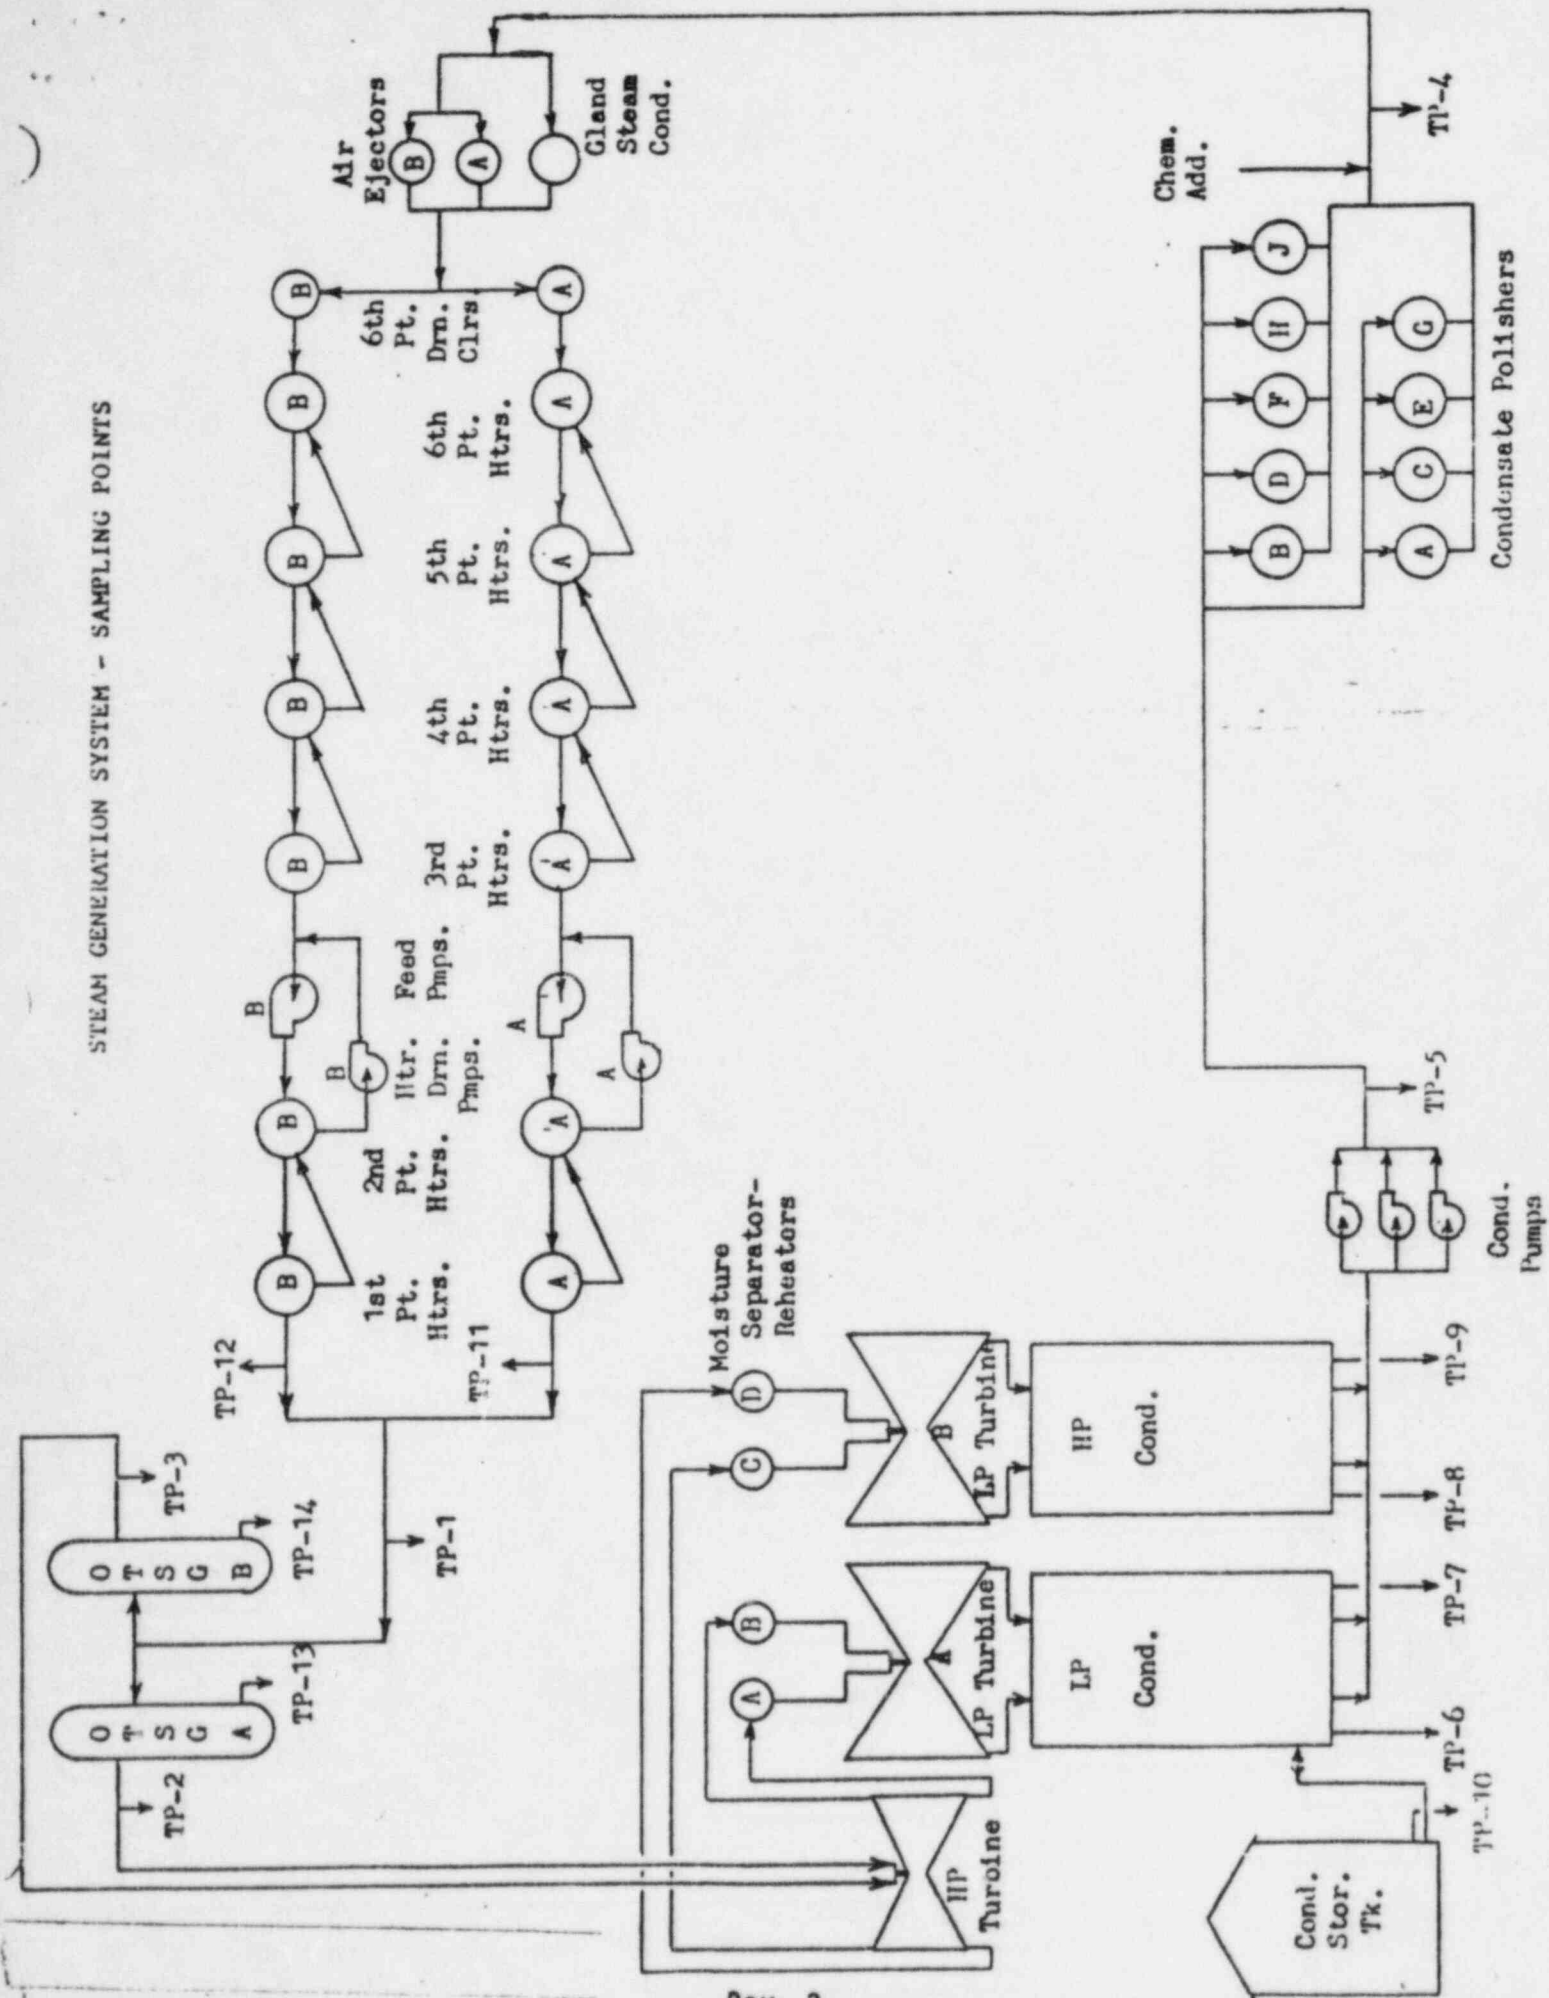 STEAM GENERATION SYSTEM - SAMPLING POINTS
Air
Ejectors
B
A
Gland
Steam
Cond.
B
6th
Pt.
Drn.
Clrs.
A
B
6th
Pt.
Htrs.
A
B
5th
Pt.
Htrs.
A
B
4th
Pt.
Htrs.
A
B
3rd
Pt.
Htrs.
A
B
Feed
Pmps.
A
B
Htr.
Drn.
Pmps.
A
B
2nd
Pt.
Htrs.
A
B
1st
Pt.
Htrs.
A
TP-12
TP-11
TP-3
O
T
S
G
B
TP-14
TP-1
O
T
S
G
A
TP-13
TP-2
Chem.
Add.
TP-4
B
D
F
H
J
A
C
E
G
Condensate Polishers
TP-5
Cond.
Pumps
Moisture
Separator-
Reheaters
D
C
B
A
B
LP Turbine
A
LP Turbine
HP
Turoine
HP
Cond.
LP
Cond.
TP-9
TP-8
TP-7
TP-6
TP-10
Cond.
Stor.
Tk.